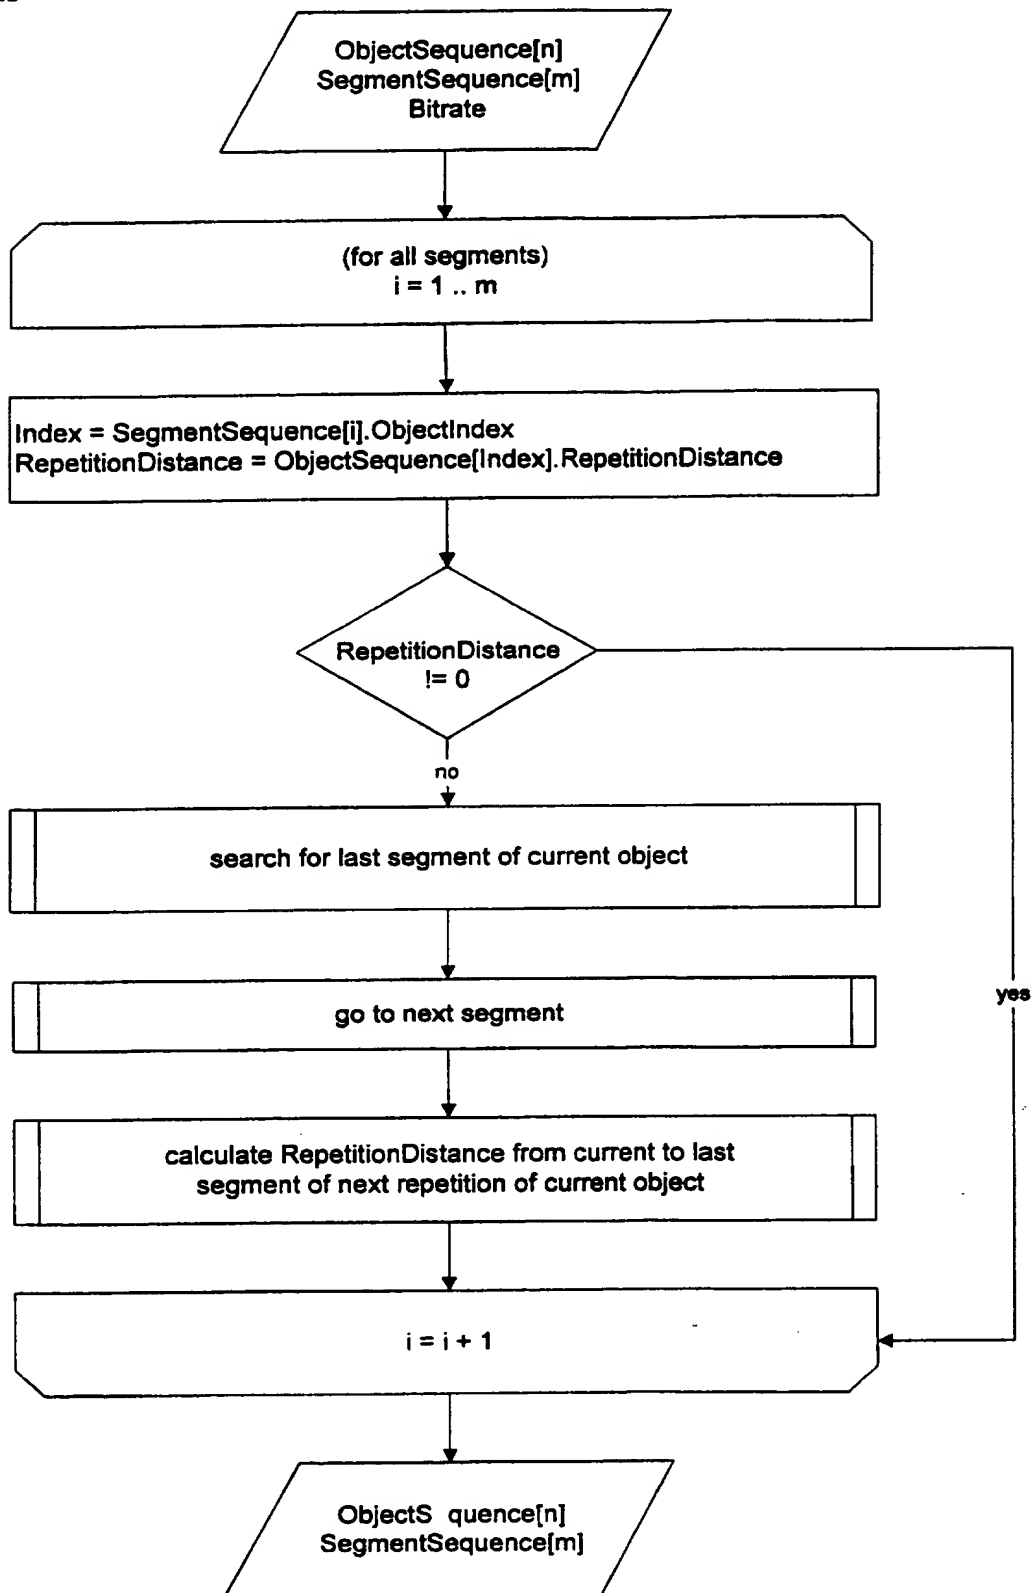 ObjectSequence[n]
SegmentSequence[m]
Bitrate
(for all segments)
i = 1 .. m
Index = SegmentSequence[i].ObjectIndex
RepetitionDistance = ObjectSequence[Index].RepetitionDistance
RepetitionDistance
!= 0
no
search for last segment of current object
go to next segment
yes
calculate RepetitionDistance from current to last
segment of next repetition of current object
i = i + 1
ObjectS quence[n]
SegmentSequence[m]